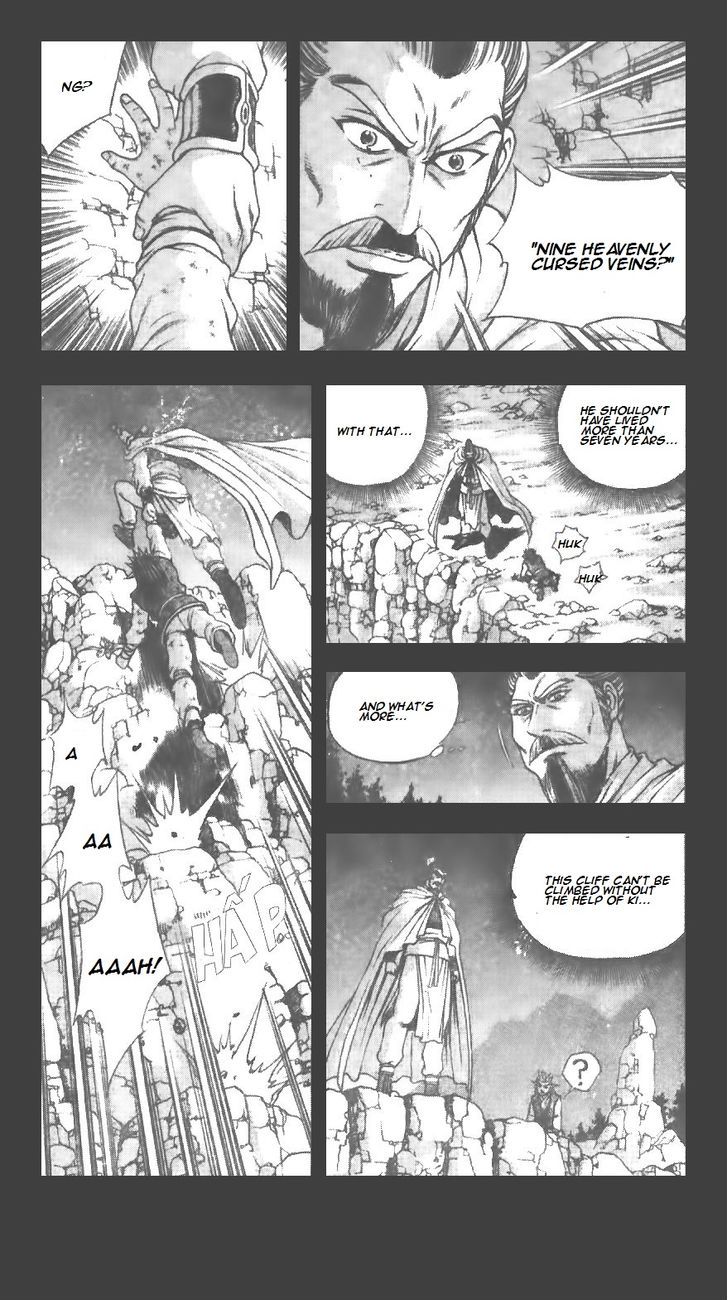 NG?
"NINE HEAVENLY
CURSED VEINS?"
A
AA
AAAH!
HẤP.
WITH THAT...
HE SHOULDN'T
HAVE LIVED
MORE THAN
SEVEN YEARS...
HUK
HUK
AND WHAT'S
MORE...
THIS CLIFF CAN'T BE
CLIMBED WITHOUT
THE HELP OF KI...
?